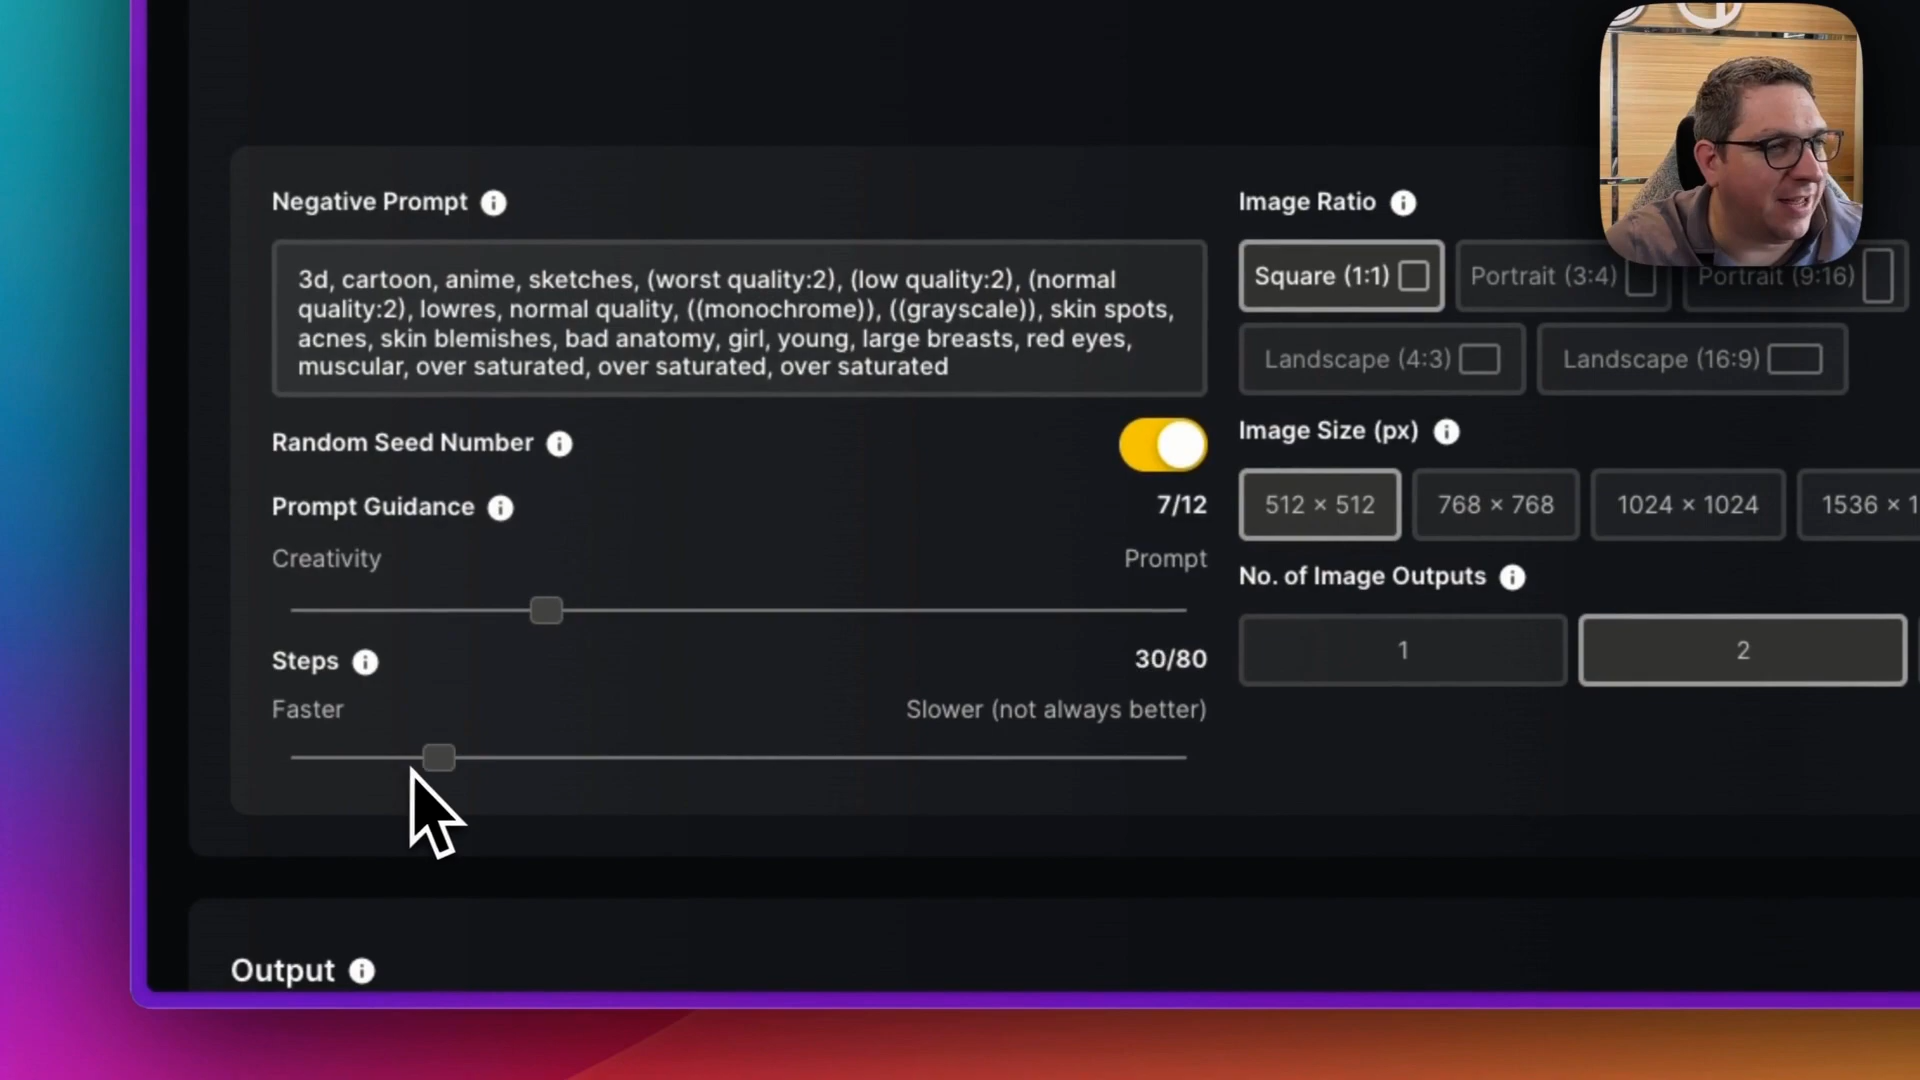 Negative Prompt
3d, cartoon, anime, sketches, (worst quality:2), (low quality:2), (normal
quality:2), lowres, normal quality, ((monochrome)), ((grayscale)), skin spots,
acnes, skin blemishes, bad anatomy, girl, young, large breasts, red eyes,
muscular, over saturated, over saturated, over saturated
Random Seed Number
Prompt Guidance
7/12
Creativity
Prompt
Steps
30/80
Faster
Slower (not always better)
Image Ratio
Square (1:1)
Portrait (3:4)
Portrait (9:16)
Landscape (4:3)
Landscape (16:9)
Image Size (px)
512 × 512
768 × 768
1024 × 1024
1536 × 1
No. of Image Outputs
1
2
Output